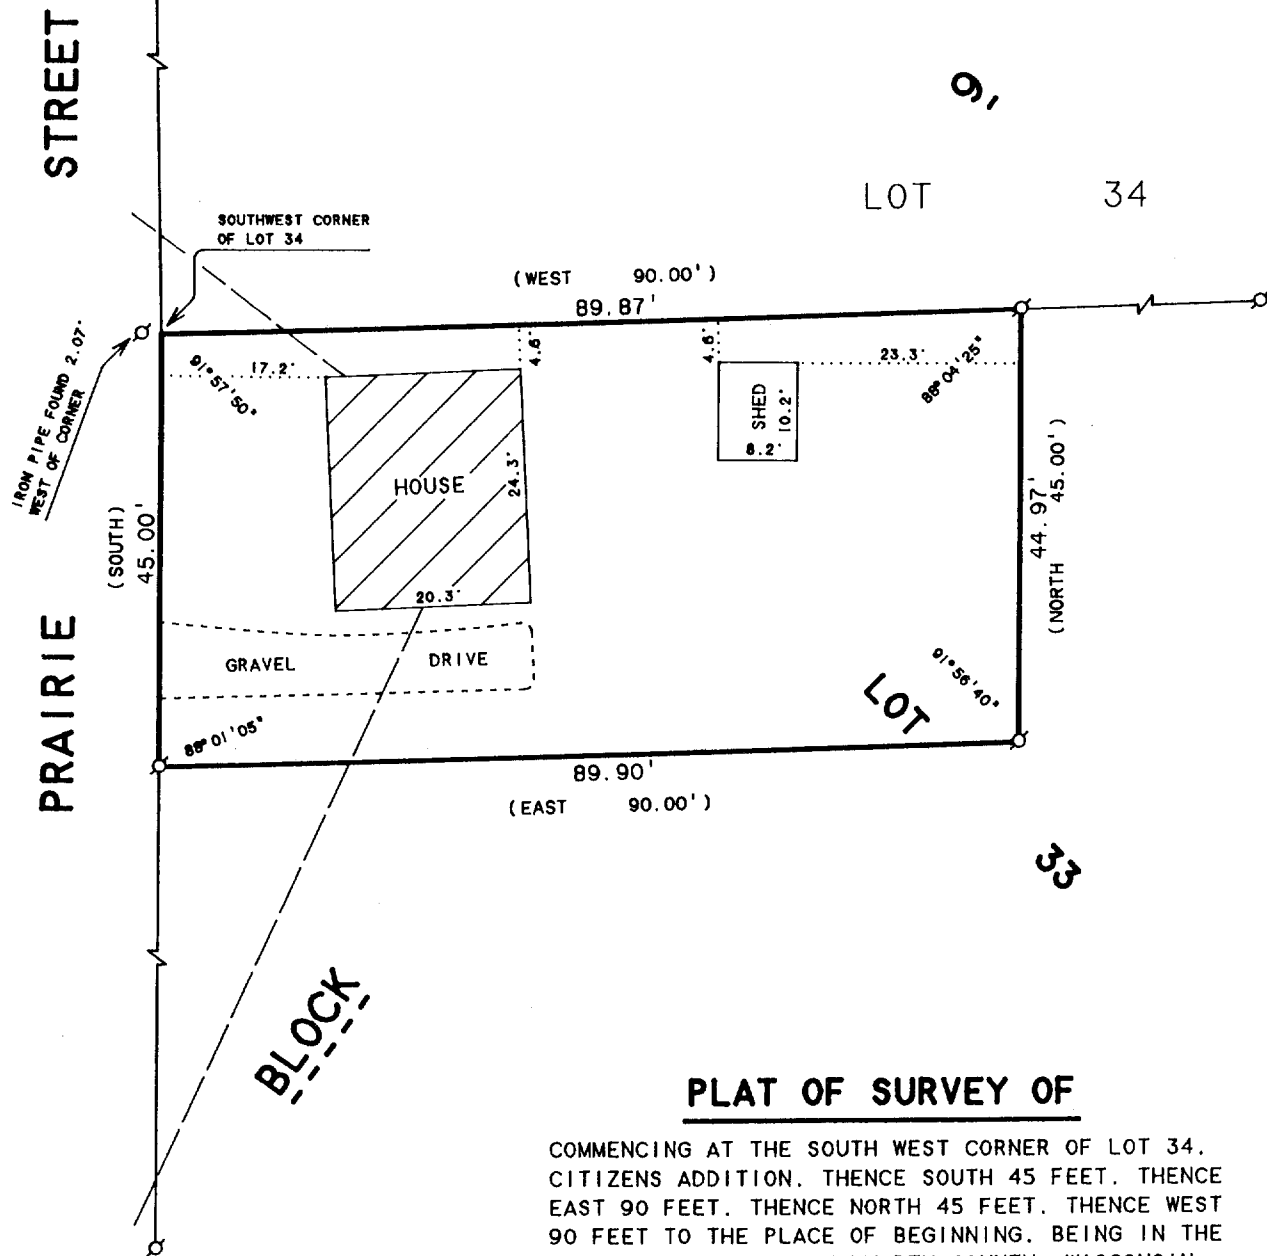 STREET
9'
LOT 34
SOUTHWEST CORNER
OF LOT 34
(WEST 90.00')
89.87'
IRON PIPE FOUND 2.07'
WEST OF CORNER
91°57'50"
17.2'
4.6'
4.6'
23.3'
88°04'25"
SHED
10.2'
8.2'
HOUSE
24.3'
20.3'
(SOUTH)
45.00'
44.97'
(NORTH 45.00')
GRAVEL DRIVE
91°56'40"
LOT
88°01'05"
PRAIRIE
89.90'
(EAST 90.00')
33
BLOCK
PLAT OF SURVEY OF
COMMENCING AT THE SOUTH WEST CORNER OF LOT 34.
CITIZENS ADDITION. THENCE SOUTH 45 FEET. THENCE
EAST 90 FEET. THENCE NORTH 45 FEET. THENCE WEST
90 FEET TO THE PLACE OF BEGINNING. BEING IN THE